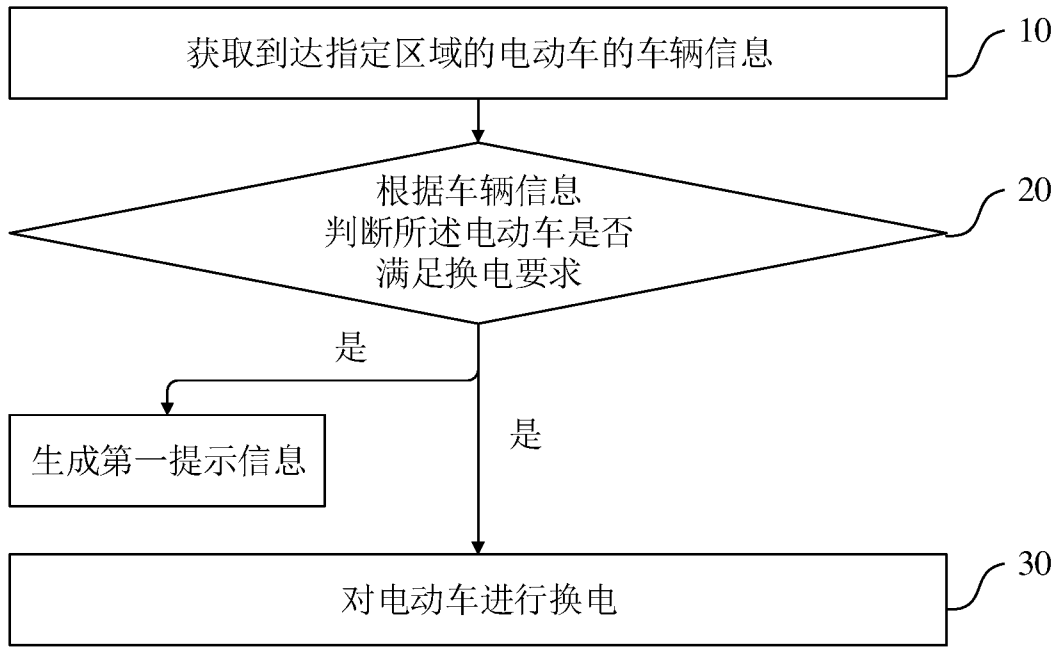 获取到达指定区域的电动车的车辆信息
10
根据车辆信息
判断所述电动车是否
满足换电要求
20
是
是
生成第一提示信息
对电动车进行换电
30